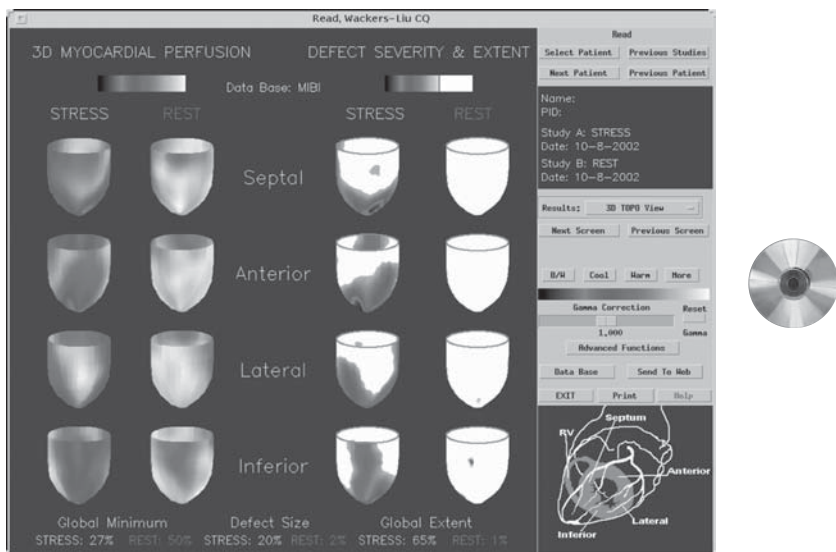 Read, Wackers-Liu CQ
3D MYOCARDIAL PERFUSION
DEFECT SEVERITY & EXTENT
Data Base: MIBI
STRESS REST
STRESS REST
Septal
Anterior
Lateral
Inferior
Global Minimum
Defect Size
Global Extent
STRESS: 27% REST: 50%
STRESS: 20% REST: 2%
STRESS: 65% REST: 1%
Read
Select Patient Previous Studies
Next Patient Previous Patient
Name:
PID:
Study A: STRESS
Date: 10-8-2002
Study B: REST
Date: 10-8-2002
Results: 3D TOPO View
Next Screen Previous Screen
B/W Cool Warm More
Gamma Correction Reset
1,000 Gamma
Advanced Functions
Data Base Send To Web
EXIT Print Help
Septum
RV
Anterior
Lateral
Inferior